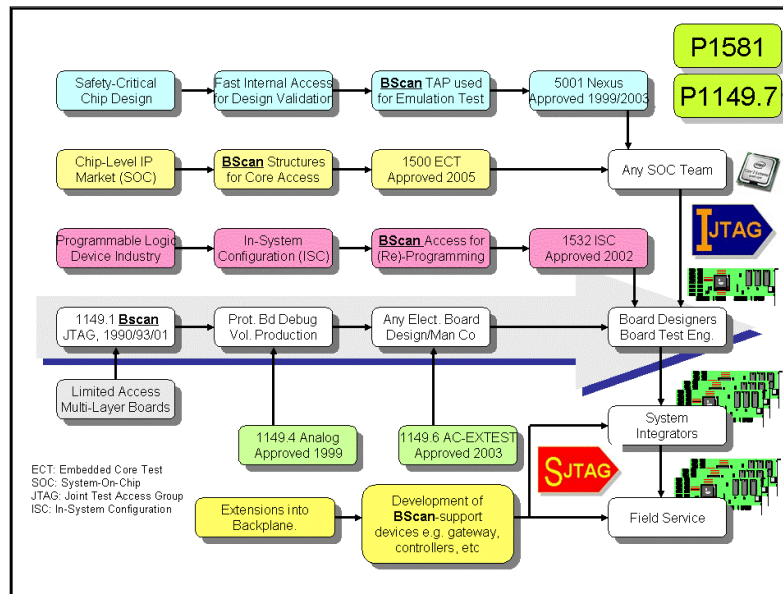 P1581
P1149.7
Safety-Critical
Chip Design
Fast Internal Access
for Design Validation
BScan TAP used
for Emulation Test
5001 Nexus
Approved 1999/2003
Chip-Level IP
Market (SOC)
BScan Structures
for Core Access
1500 ECT
Approved 2005
Any SOC Team
IJTAG
Programmable Logic
Device Industry
In-System
Configuration (ISC)
BScan Access for
(Re)-Programming
1532 ISC
Approved 2002
1149.1 Bscan
JTAG, 1990/93/01
Prot. Bd Debug
Vol. Production
Any Elect. Board
Design/Man Co
Board Designers
Board Test Eng.
Limited Access
Multi-Layer Boards
1149.4 Analog
Approved 1999
1149.6 AC-EXTEST
Approved 2003
System
Integrators
SJTAG
ECT: Embedded Core Test
SOC: System-On-Chip
JTAG: Joint Test Access Group
ISC: In-System Configuration
Extensions into
Backplane.
Development of
BScan-support
devices e.g. gateway,
controllers, etc
Field Service